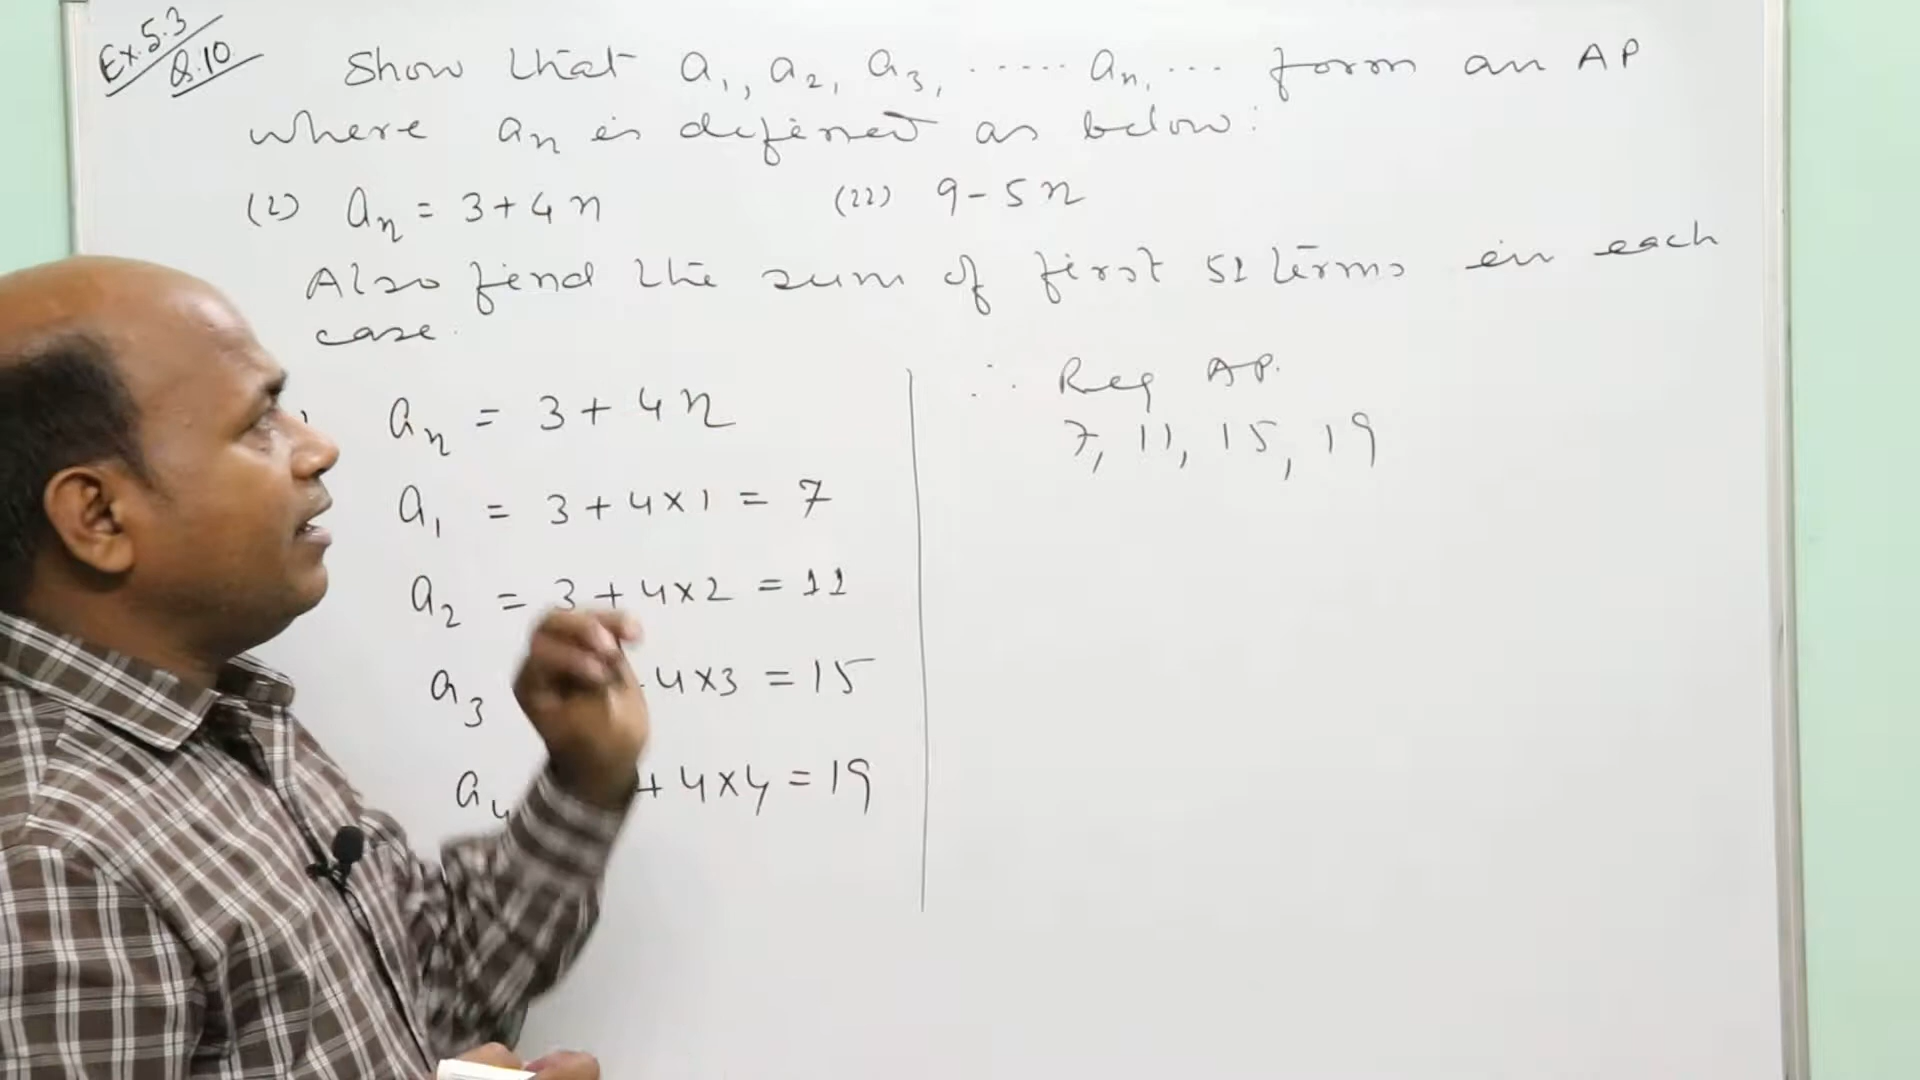 Ex. 5.3
Q.10
Show that a₁, a₂, a₃, ..... aₙ, ... form an AP
where aₙ is defined as below:
(i) aₙ = 3+4n (ii) 9-5n
Also find the sum of first 51 terms in each
case.
aₙ = 3+4n
a₁ = 3+4×1 = 7
a₂ = 3+4×2 = 11
a₃ 4×3 = 15
a₄ +4×4 = 19
∴ Req AP.
7, 11, 15, 19